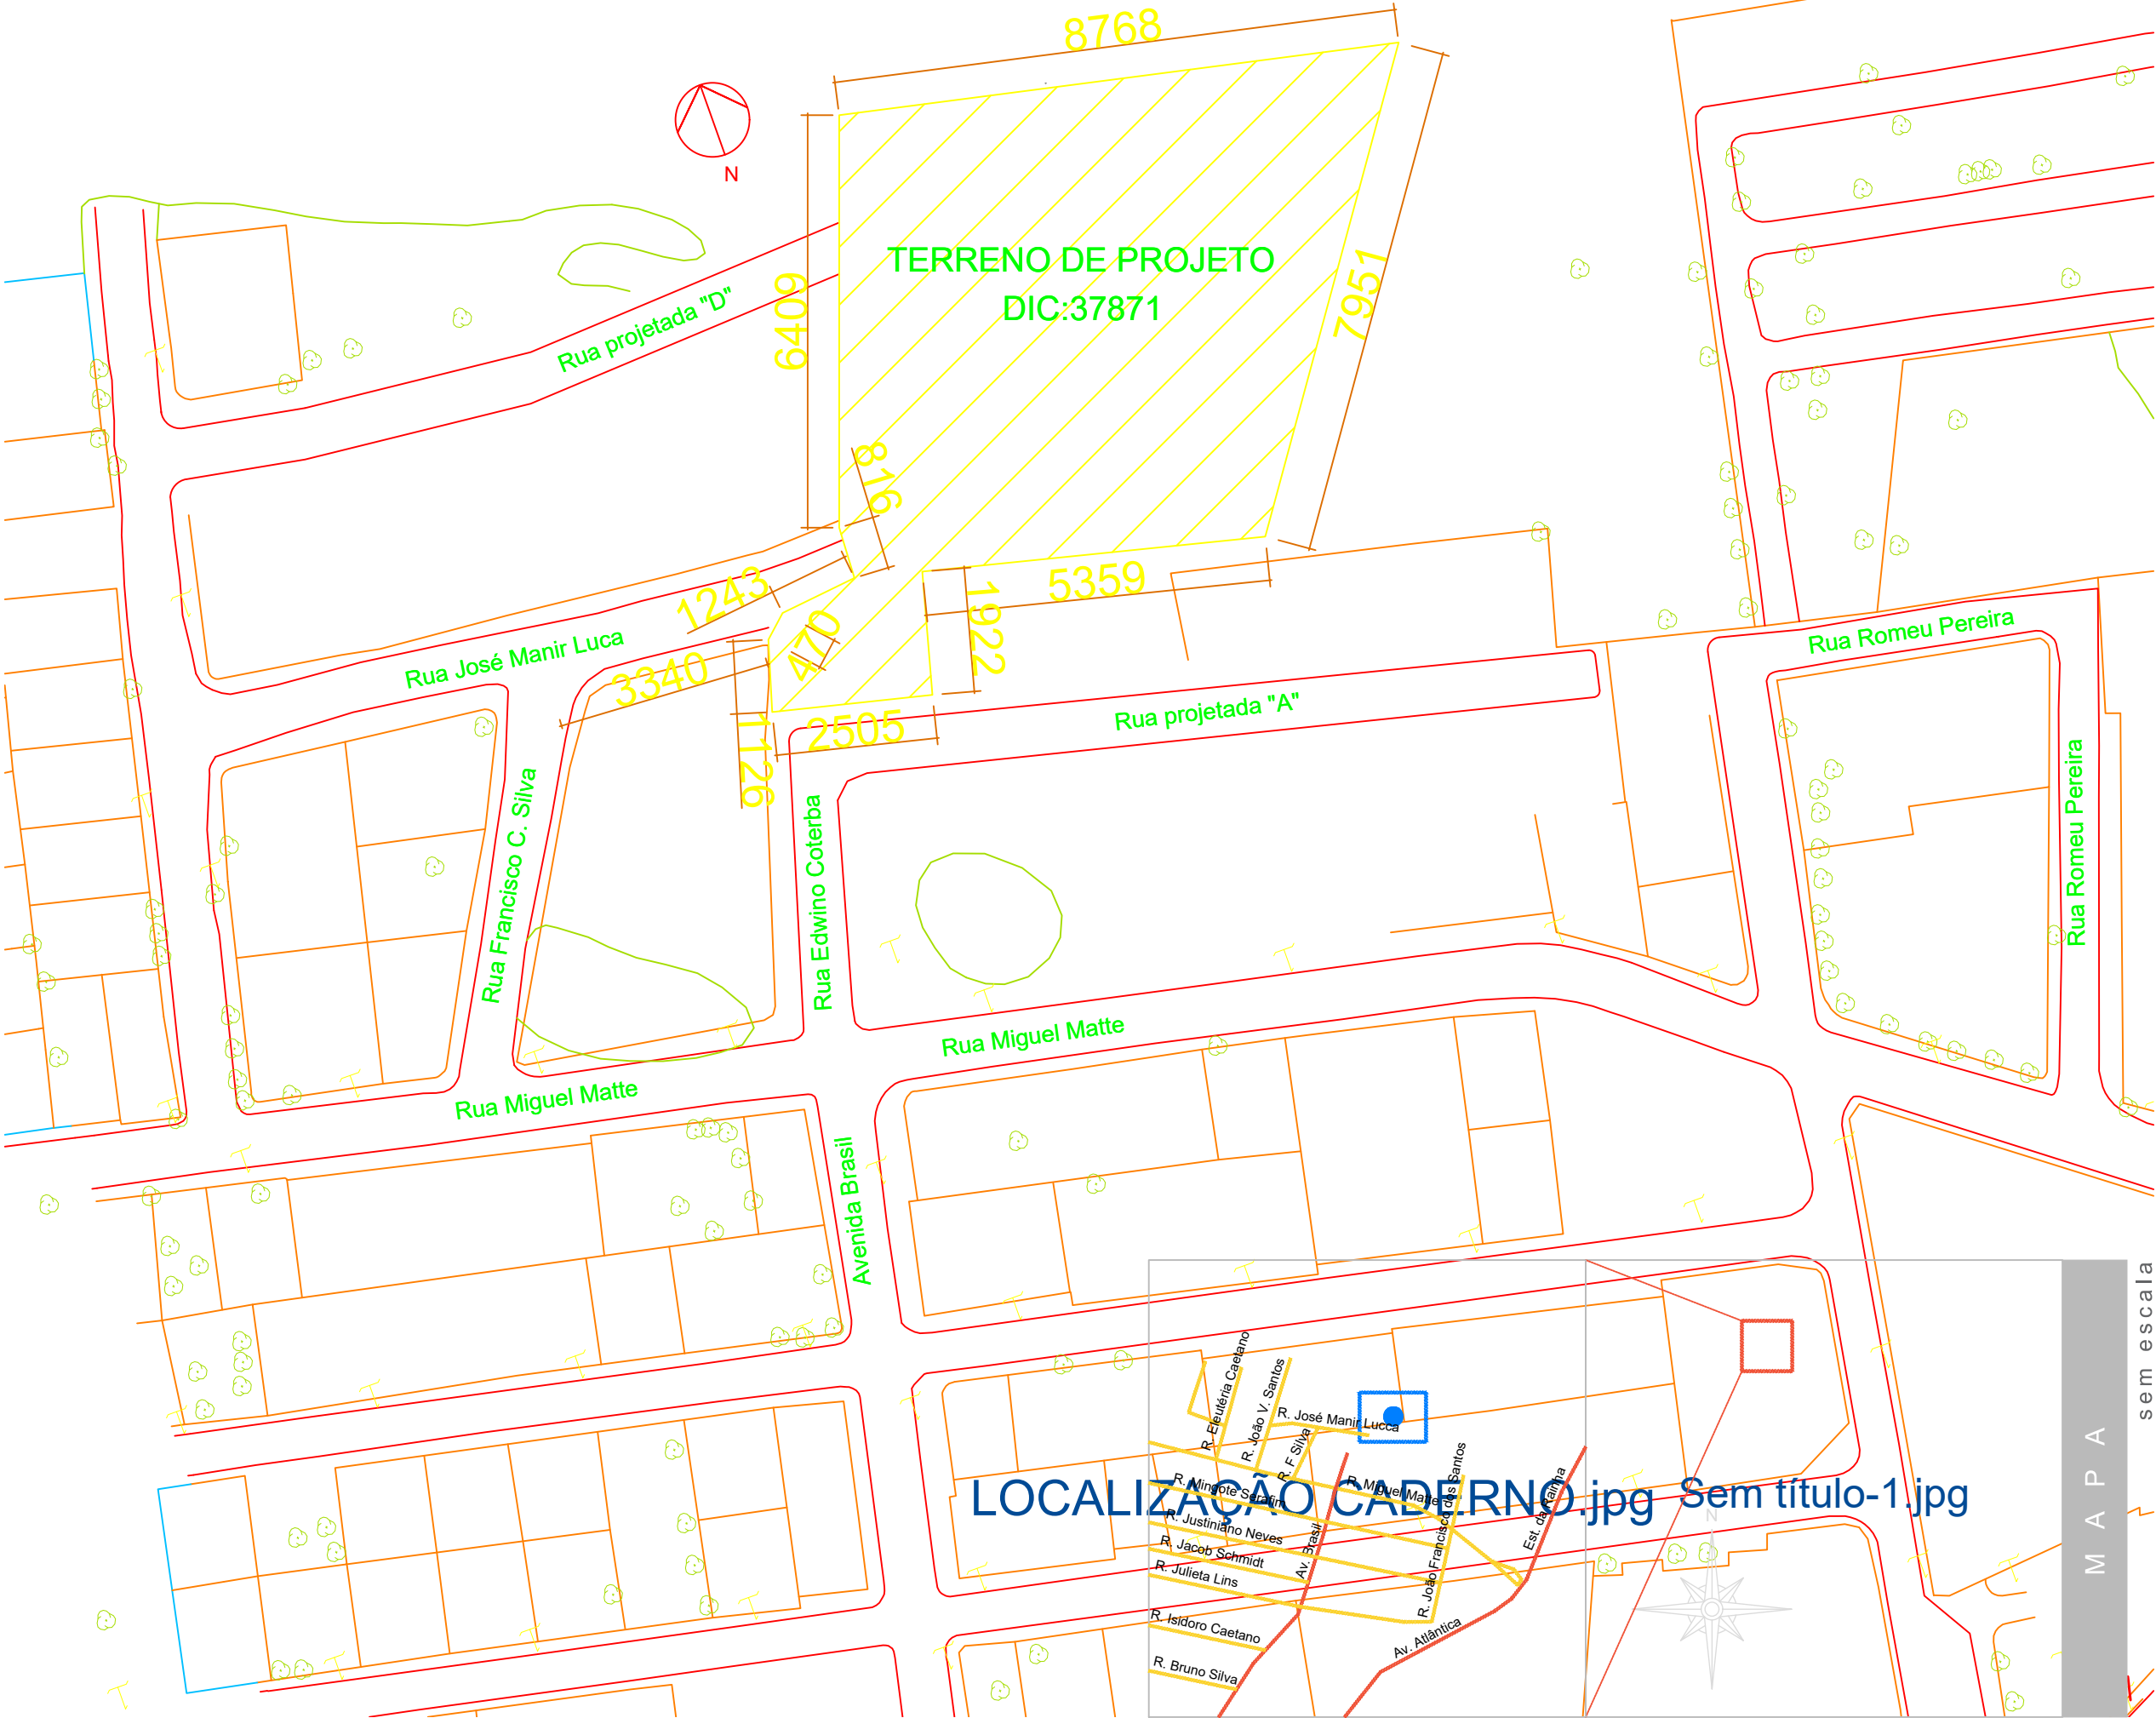 8768
N
TERRENO DE PROJETO
DIC:37871
6409
7951
Rua projetada "D"
816
1243
5359
1922
470
3340
Rua José Manir Luca
Rua Romeu Pereira
Rua projetada "A"
2505
1126
Rua Francisco C. Silva
Rua Edwino Coterba
Rua Romeu Pereira
Rua Miguel Matte
Rua Miguel Matte
Avenida Brasil
sem escala
MAPA
R. Eleutéria Caetano
R. João V. Santos
R. José Manir Lucca
R. F. Silva
R. Mingote Serafim
R. Miguel Matte
R. João Francisco dos Santos
Est. da Rainha
LOCALIZAÇÃO CADERNO.jpg
Sem título-1.jpg
N
R. Justiniano Neves
R. Jacob Schmidt
Av. Brasil
R. Julieta Lins
R. Isidoro Caetano
Av. Atlântica
R. Bruno Silva